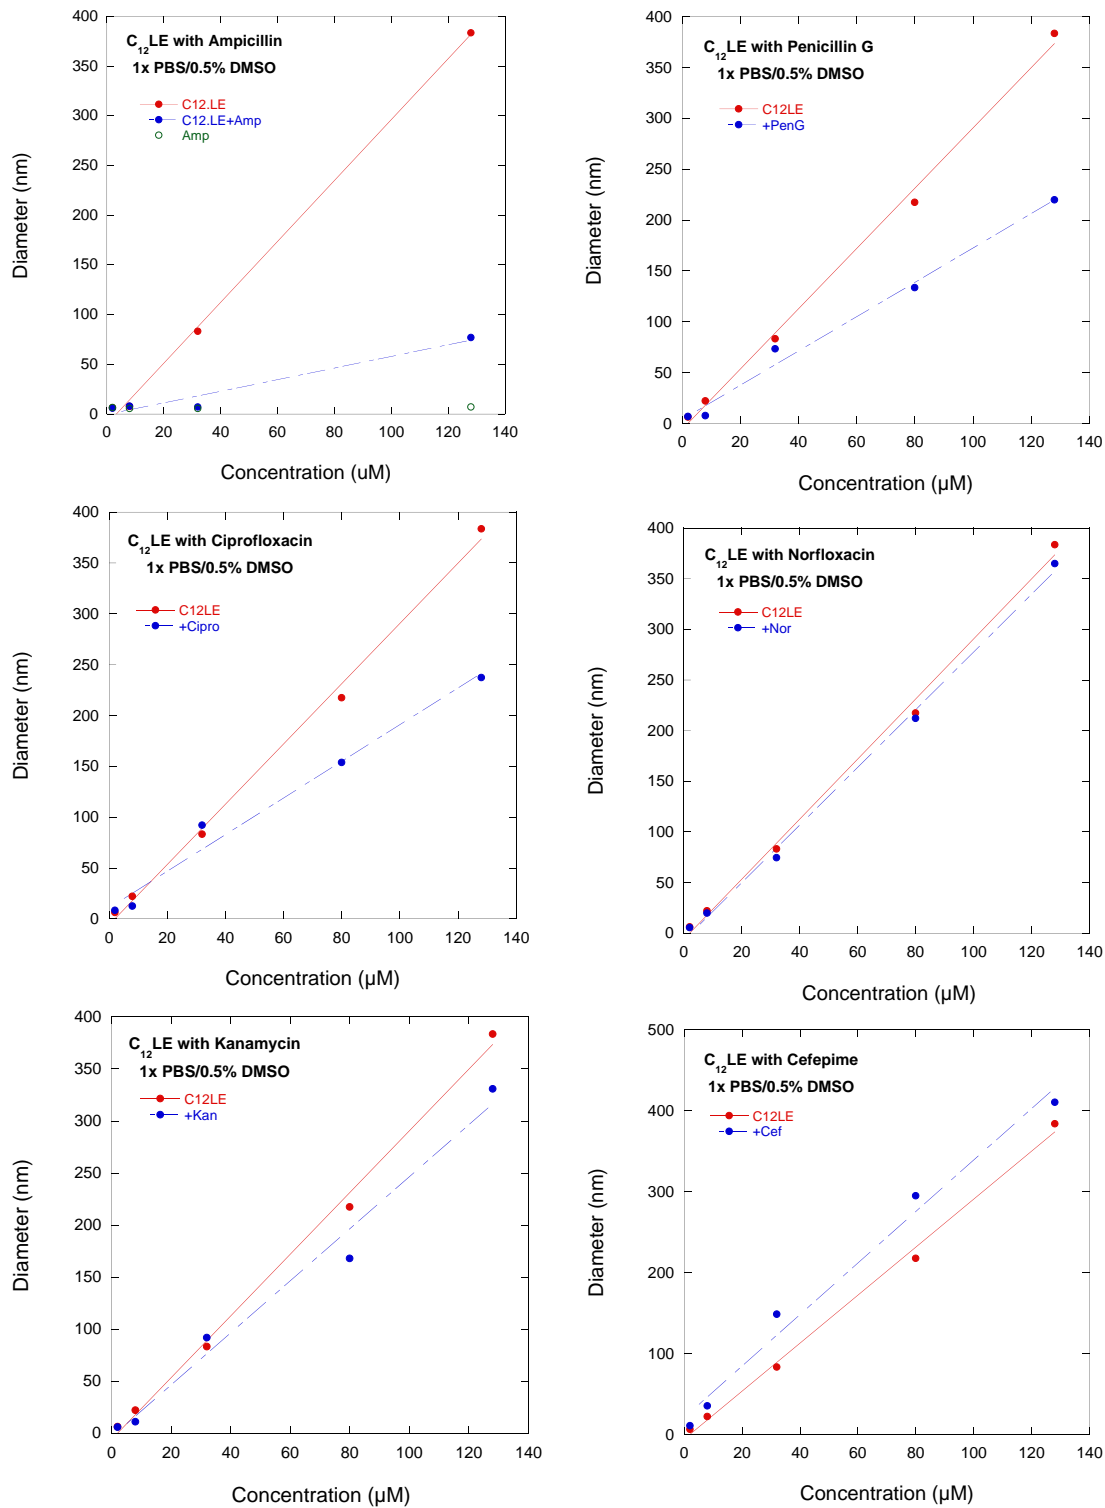 C12LE with Ampicillin
1x PBS/0.5% DMSO
C12.LE
C12.LE+Amp
Amp
400
350
300
250
200
150
100
50
0
0 20 40 60 80 100 120 140
Diameter (nm)
Concentration (uM)
C12LE with Penicillin G
1x PBS/0.5% DMSO
C12LE
+PenG
400
350
300
250
200
150
100
50
0
0 20 40 60 80 100 120 140
Diameter (nm)
Concentration (µM)
C12LE with Ciprofloxacin
1x PBS/0.5% DMSO
C12LE
+Cipro
400
350
300
250
200
150
100
50
0
0 20 40 60 80 100 120 140
Diameter (nm)
Concentration (µM)
C12LE with Norfloxacin
1x PBS/0.5% DMSO
C12LE
+Nor
400
350
300
250
200
150
100
50
0
0 20 40 60 80 100 120 140
Diameter (nm)
Concentration (µM)
C12LE with Kanamycin
1x PBS/0.5% DMSO
C12LE
+Kan
400
350
300
250
200
150
100
50
0
0 20 40 60 80 100 120 140
Diameter (nm)
Concentration (µM)
C12LE with Cefepime
1x PBS/0.5% DMSO
C12LE
+Cef
500
400
300
200
100
0
0 20 40 60 80 100 120 140
Diameter (nm)
Concentration (µM)